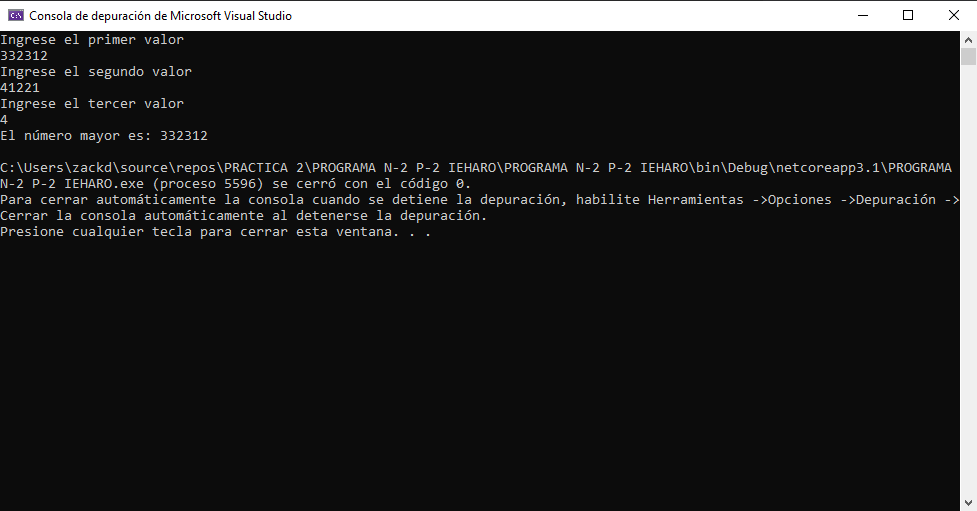 Consola de depuración de Microsoft Visual Studio
Ingrese el primer valor
332312
Ingrese el segundo valor
41221
Ingrese el tercer valor
4
El número mayor es: 332312
C:\Users\zackd\source\repos\PRACTICA 2\PROGRAMA N-2 P-2 IEHARO\PROGRAMA N-2 P-2 IEHARO\bin\Debug\netcoreapp3.1\PROGRAMA
N-2 P-2 IEHARO.exe (proceso 5596) se cerró con el código 0.
Para cerrar automáticamente la consola cuando se detiene la depuración, habilite Herramientas ->Opciones ->Depuración ->
Cerrar la consola automáticamente al detenerse la depuración.
Presione cualquier tecla para cerrar esta ventana. . .